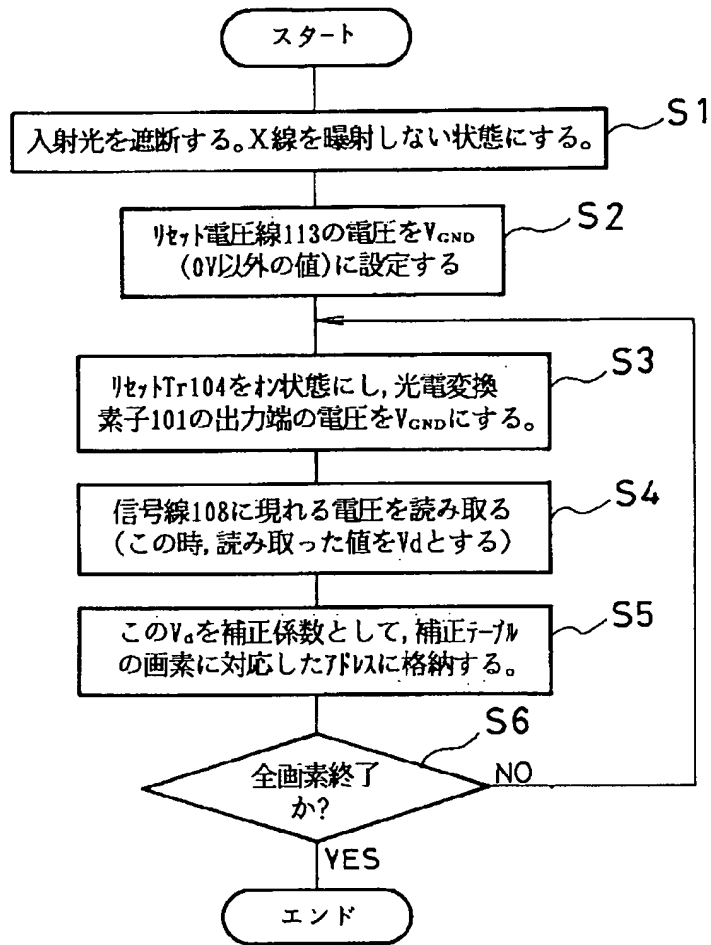 スタート
入射光を遮断する。X線を曝射しない状態にする。
S1
リセット電圧線113の電圧をVGND
(0V以外の値)に設定する
S2
リセットTr104をオン状態にし,光電変換
素子101の出力端の電圧をVGNDにする。
S3
信号線108に現れる電圧を読み取る
(この時,読み取った値をVdとする)
S4
このVdを補正係数として,補正テーブル
の画素に対応したアドレスに格納する。
S5
S6
全画素終了
か?
NO
YES
エンド